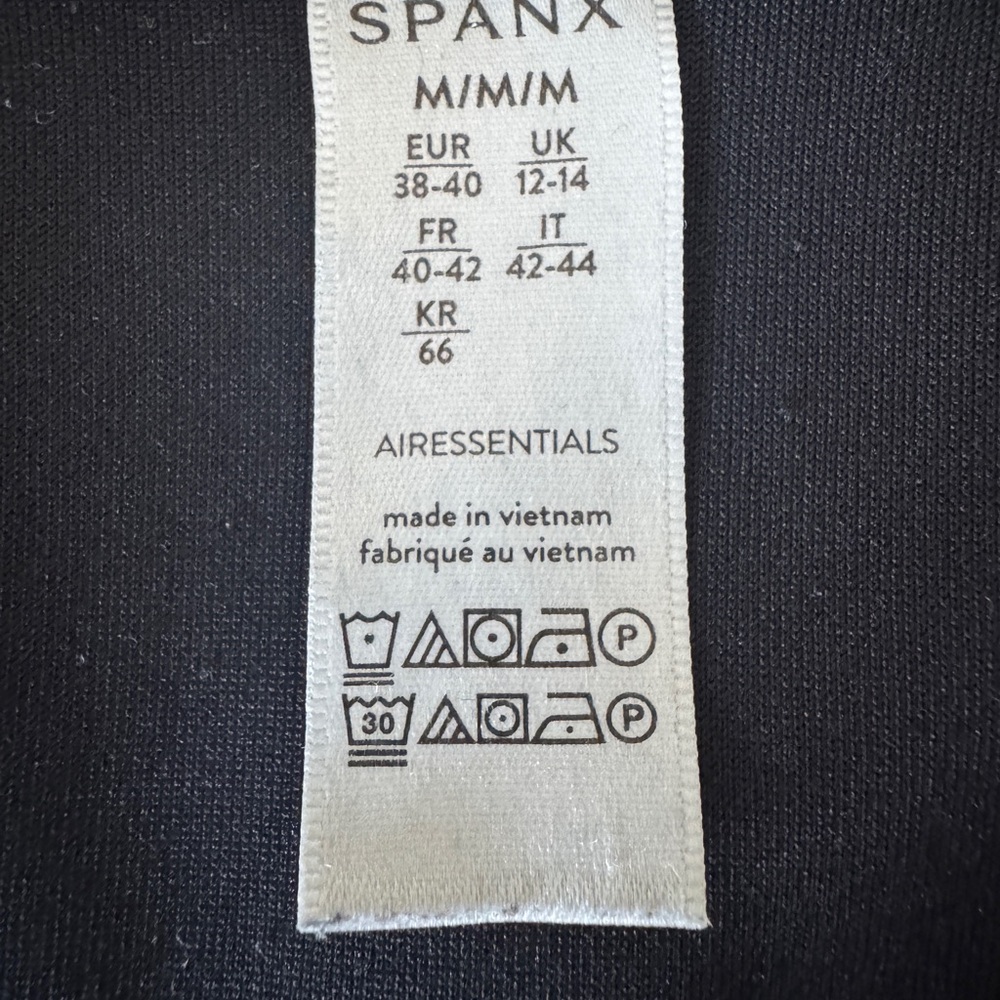 SPANX
M/M/M
EUR UK
38-40 12-14
FR IT
40-42 42-44
KR
66
AIRESSENTIALS
made in vietnam
fabriqué au vietnam
P
30 P